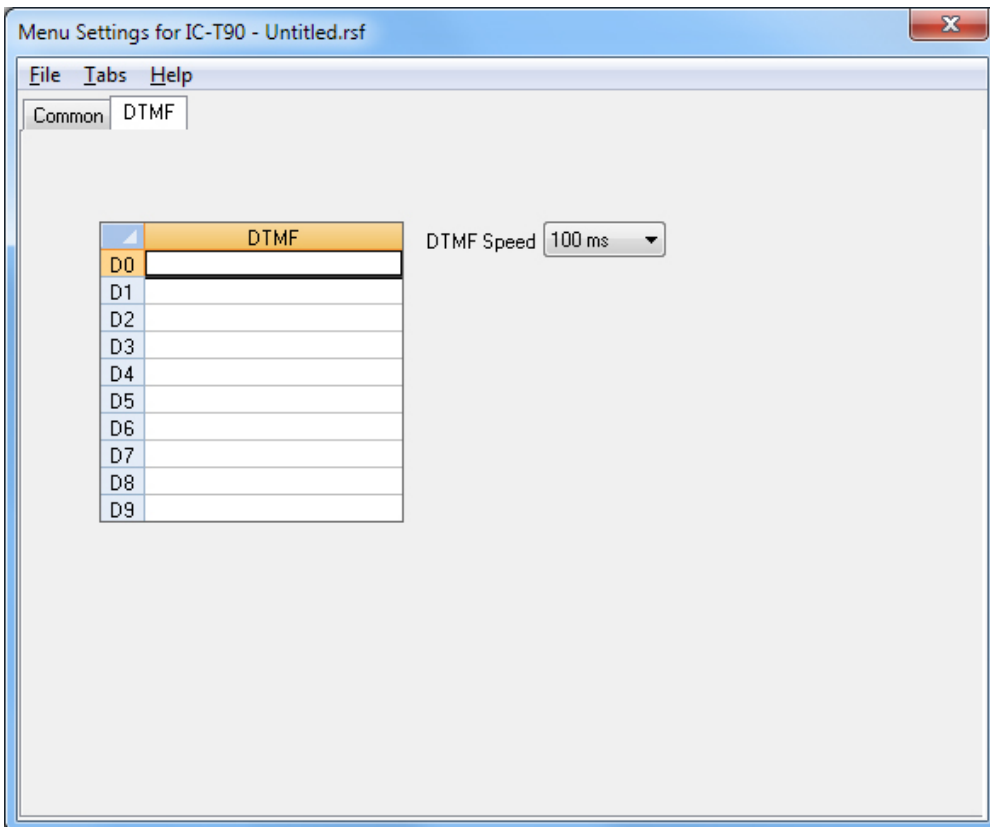 Menu Settings for IC-T90 - Untitled.rsf
X
File Tabs Help
Common DTMF
DTMF DTMF Speed 100 ms
D0
D1
D2
D3
D4
D5
D6
D7
D8
D9